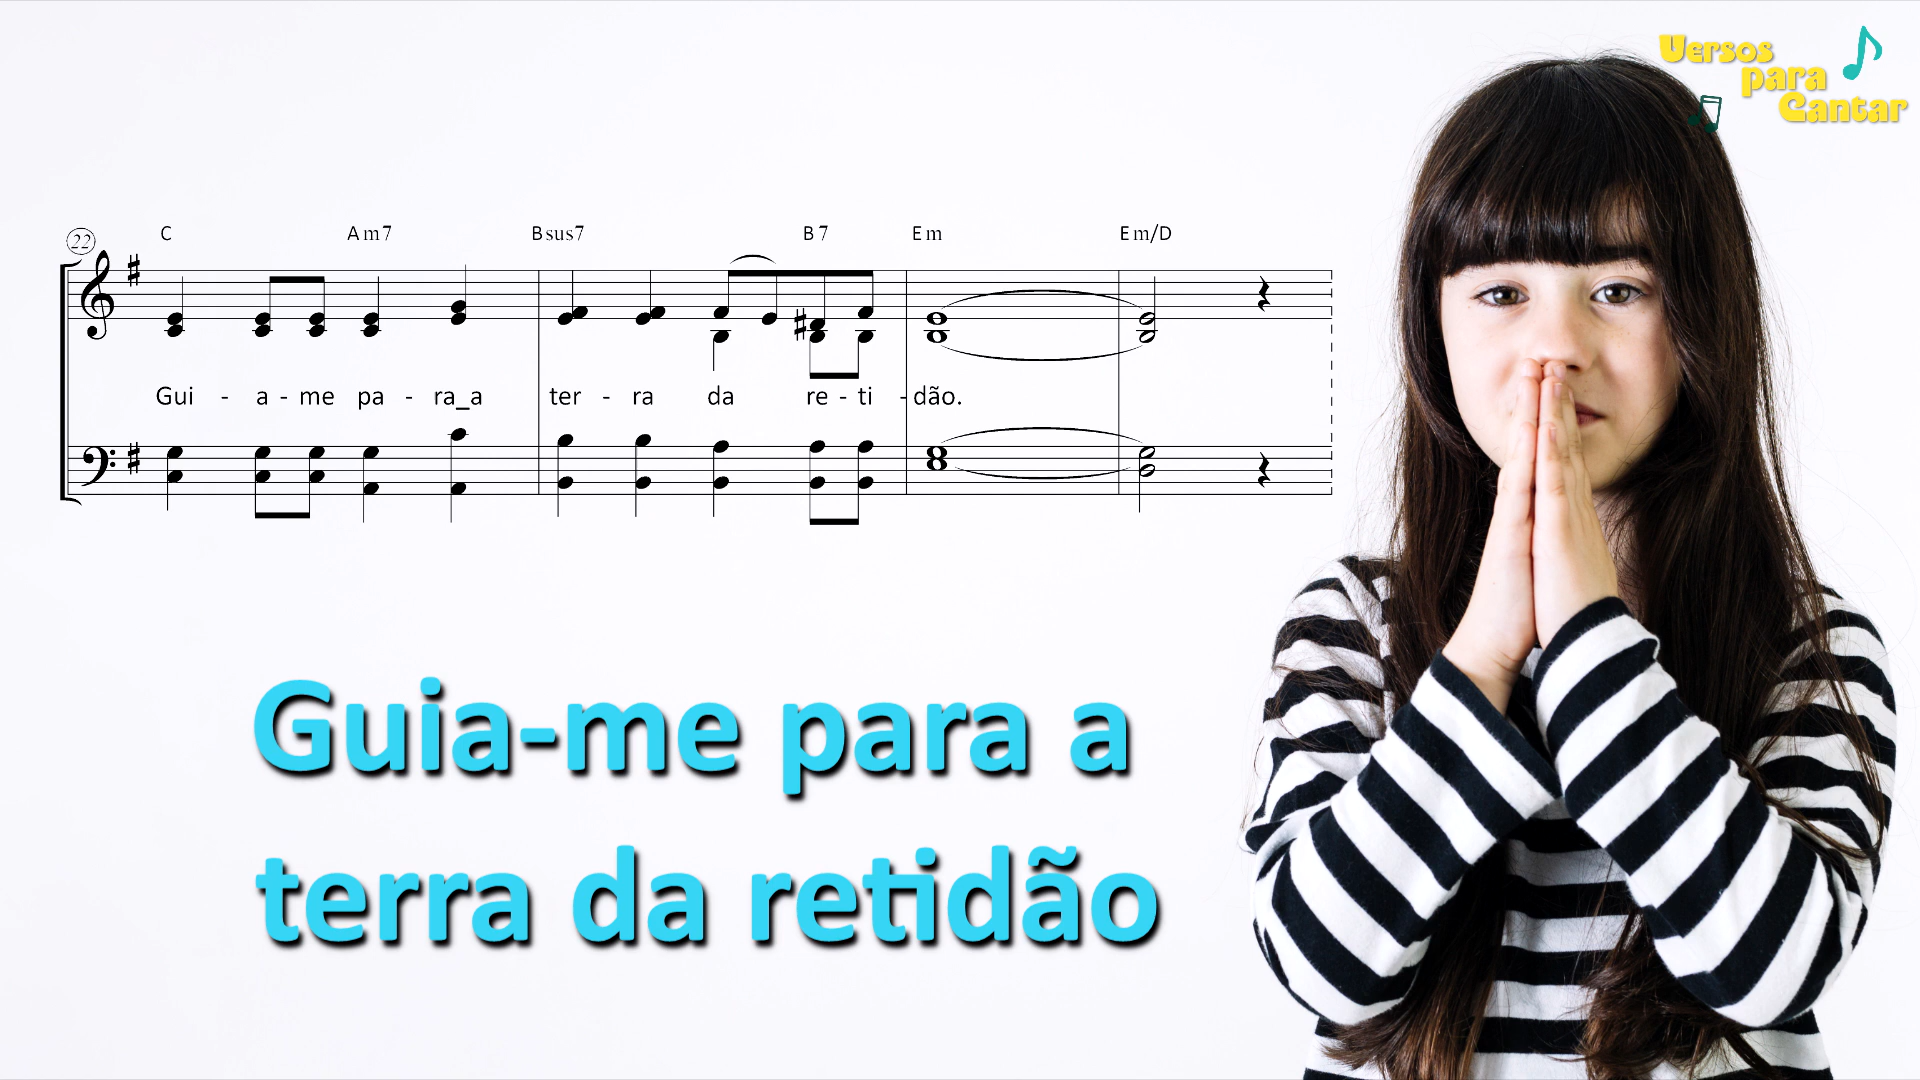 Versos
para
Cantar
22
C Am7 Bsus7 B7 Em Em/D
Gui - a - me pa - ra_a ter - ra da re - ti - dão.
Guia-me para a
terra da retidão